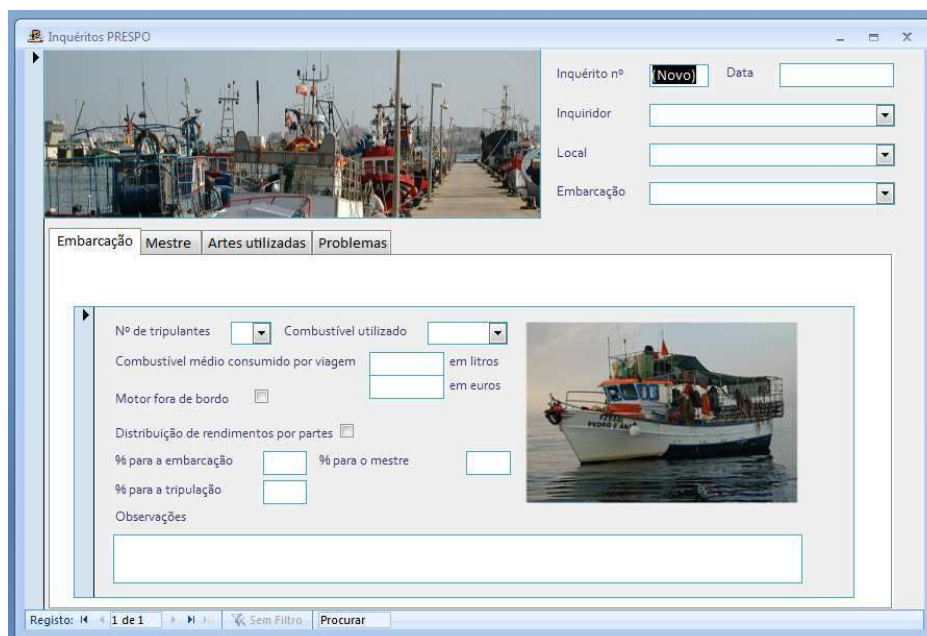 Inquéritos PRESPO
Inquérito nº (Novo) Data
Inquiridor
Local
Embarcação
Embarcação Mestre Artes utilizadas Problemas
Nº de tripulantes Combustível utilizado
Combustível médio consumido por viagem em litros
em euros
Motor fora de bordo
Distribuição de rendimentos por partes
% para a embarcação % para o mestre
% para a tripulação
Observações
PEDRO E ANA
Registo: 1 de 1 Sem Filtro Procurar